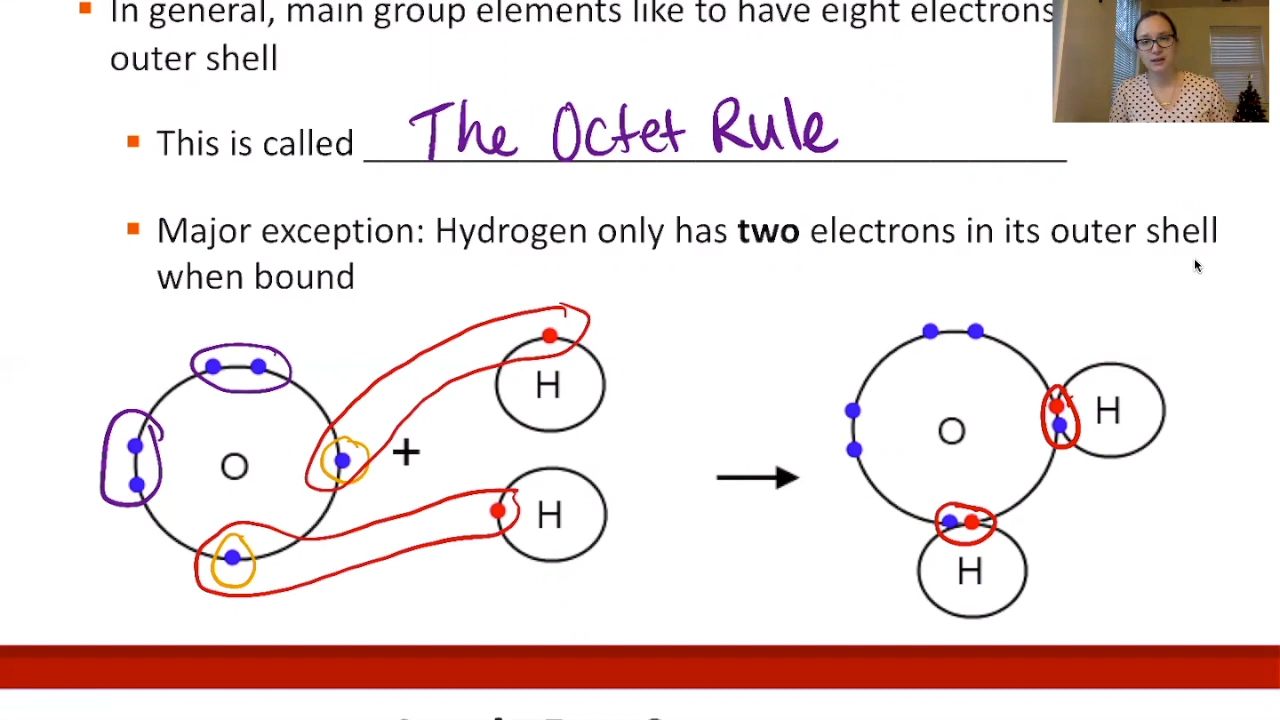 In general, main group elements like to have eight electrons
outer shell
This is called The Octet Rule
Major exception: Hydrogen only has two electrons in its outer shell
when bound
H
O
+
H
O
H
H